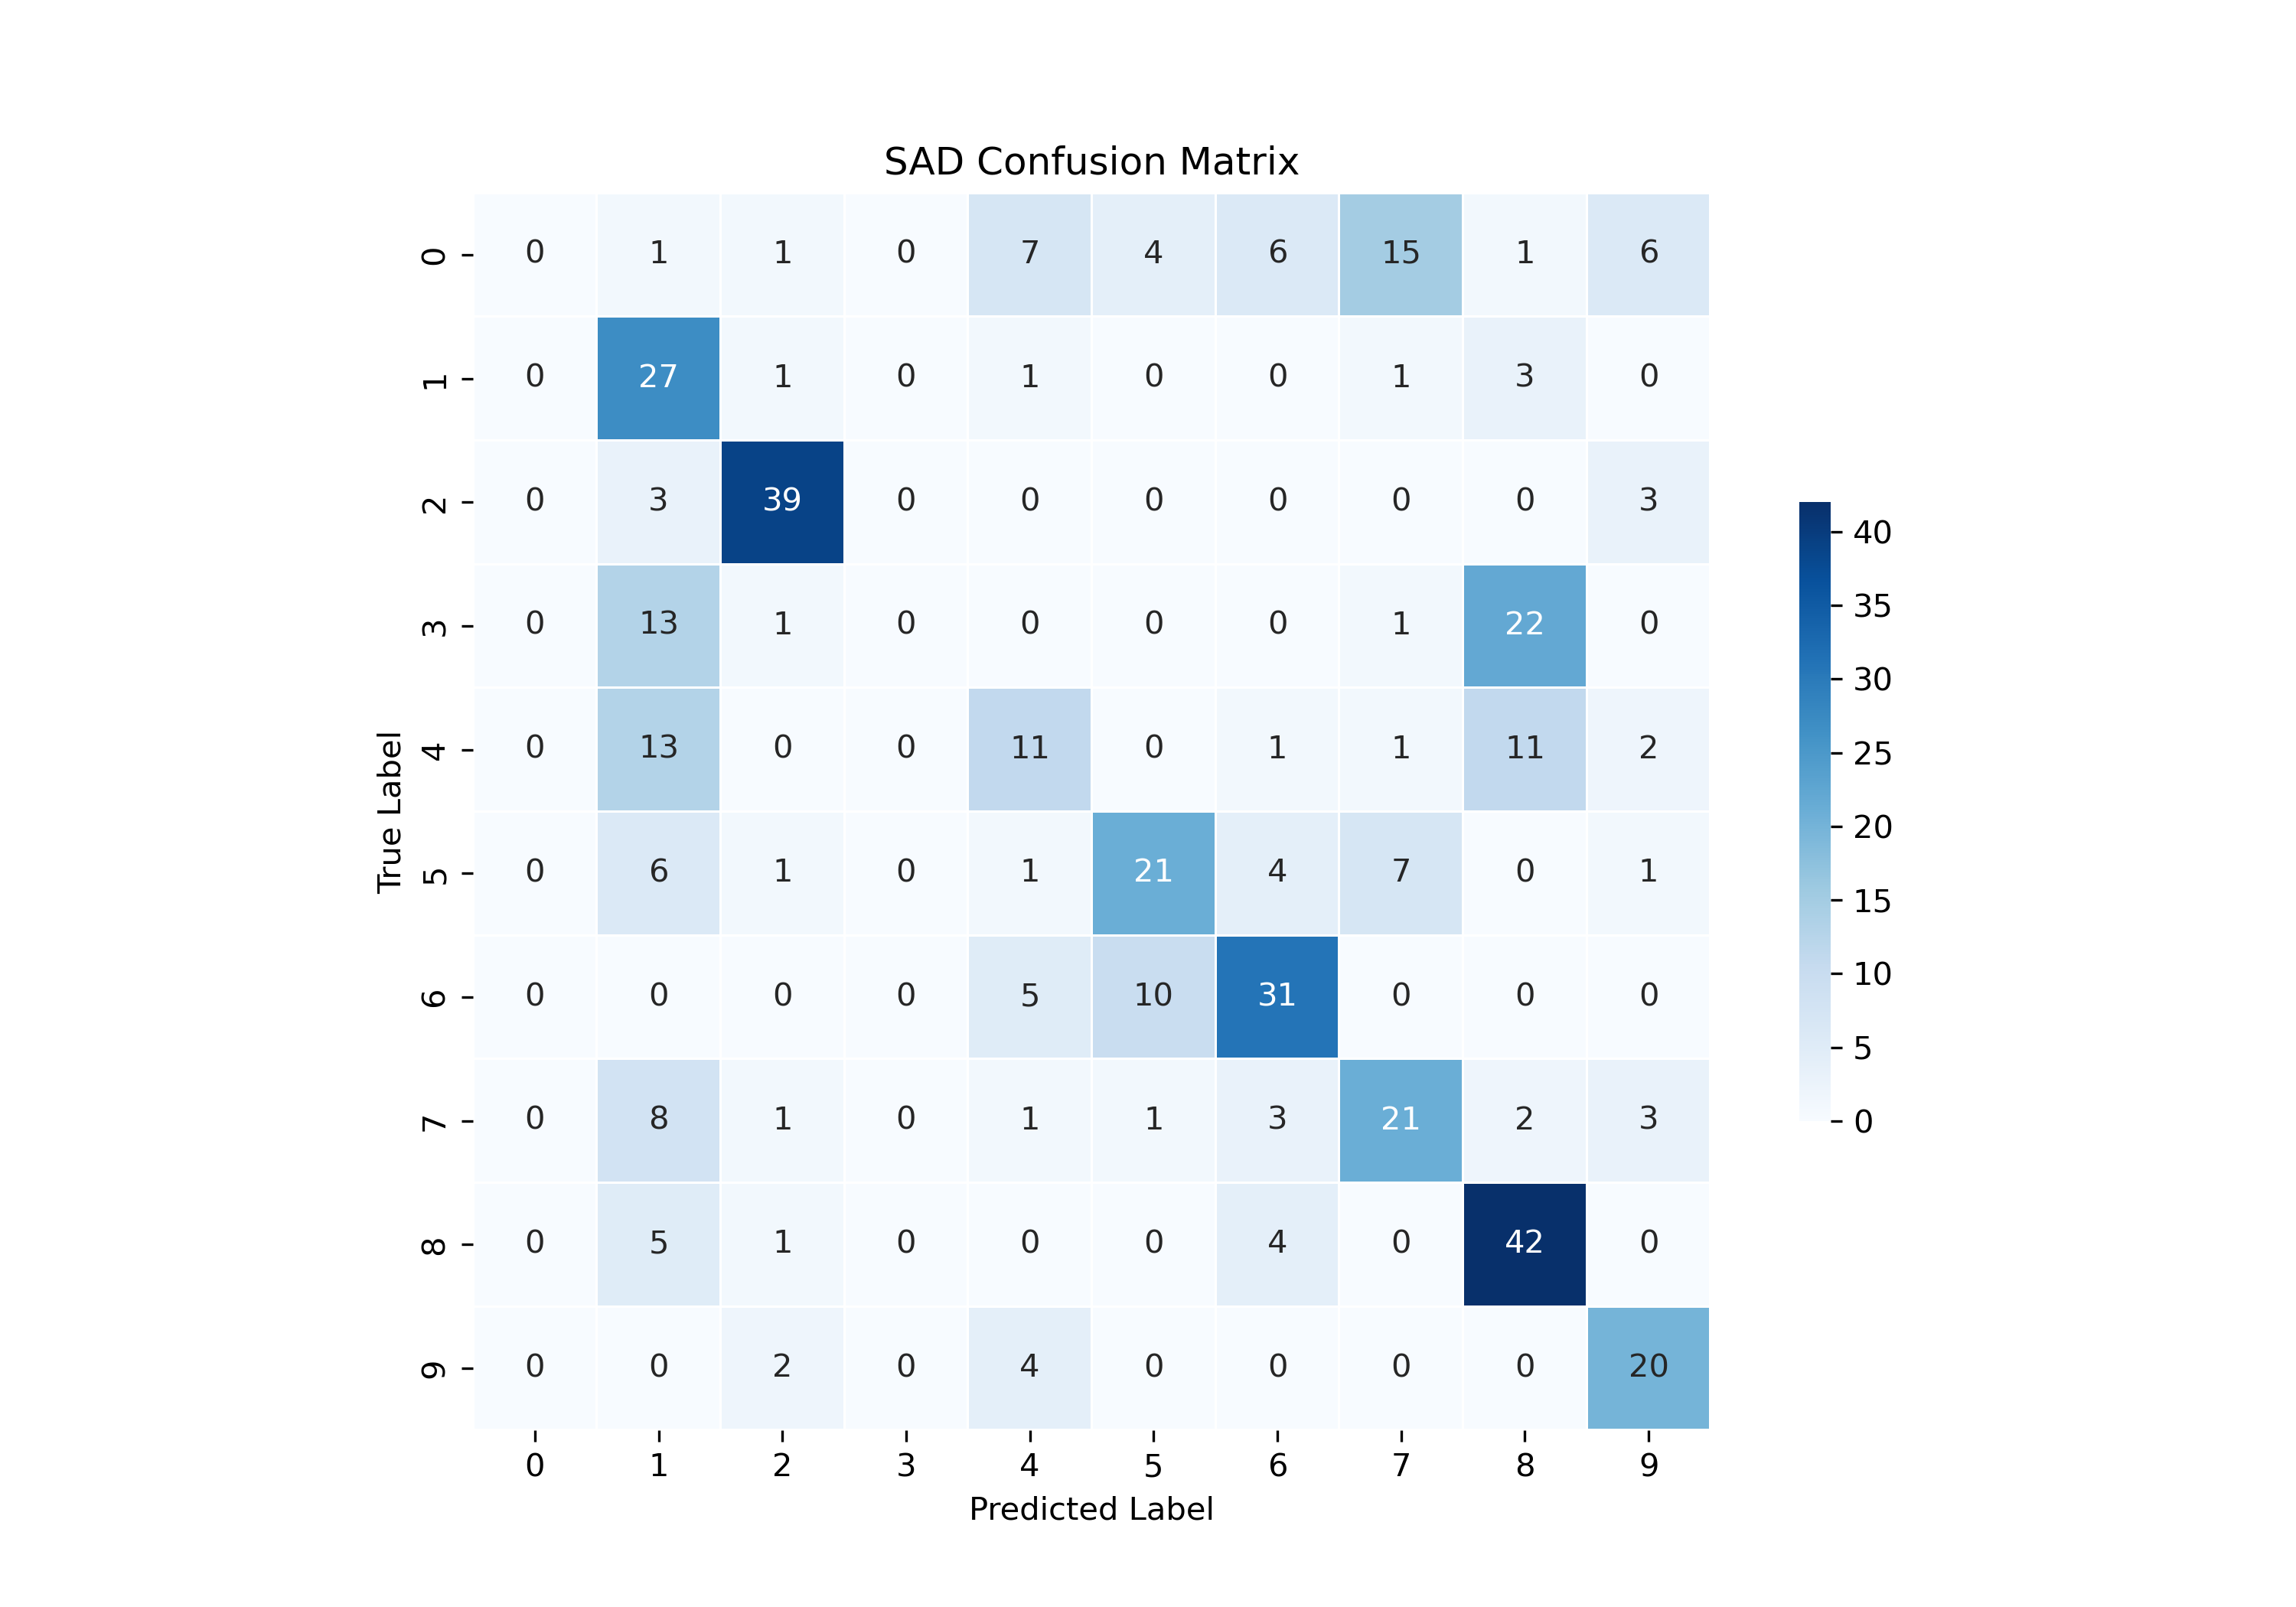 SAD Confusion Matrix
0 0 1 1 0 7 4 6 15 1 6
1 0 27 1 0 1 0 0 1 3 0
2 0 3 39 0 0 0 0 0 0 3
3 0 13 1 0 0 0 0 1 22 0
4 0 13 0 0 11 0 1 1 11 2
5 0 6 1 0 1 21 4 7 0 1
6 0 0 0 0 5 10 31 0 0 0
7 0 8 1 0 1 1 3 21 2 3
8 0 5 1 0 0 0 4 0 42 0
9 0 0 2 0 4 0 0 0 0 20
0 1 2 3 4 5 6 7 8 9
Predicted Label
True Label
40
35
30
25
20
15
10
5
0